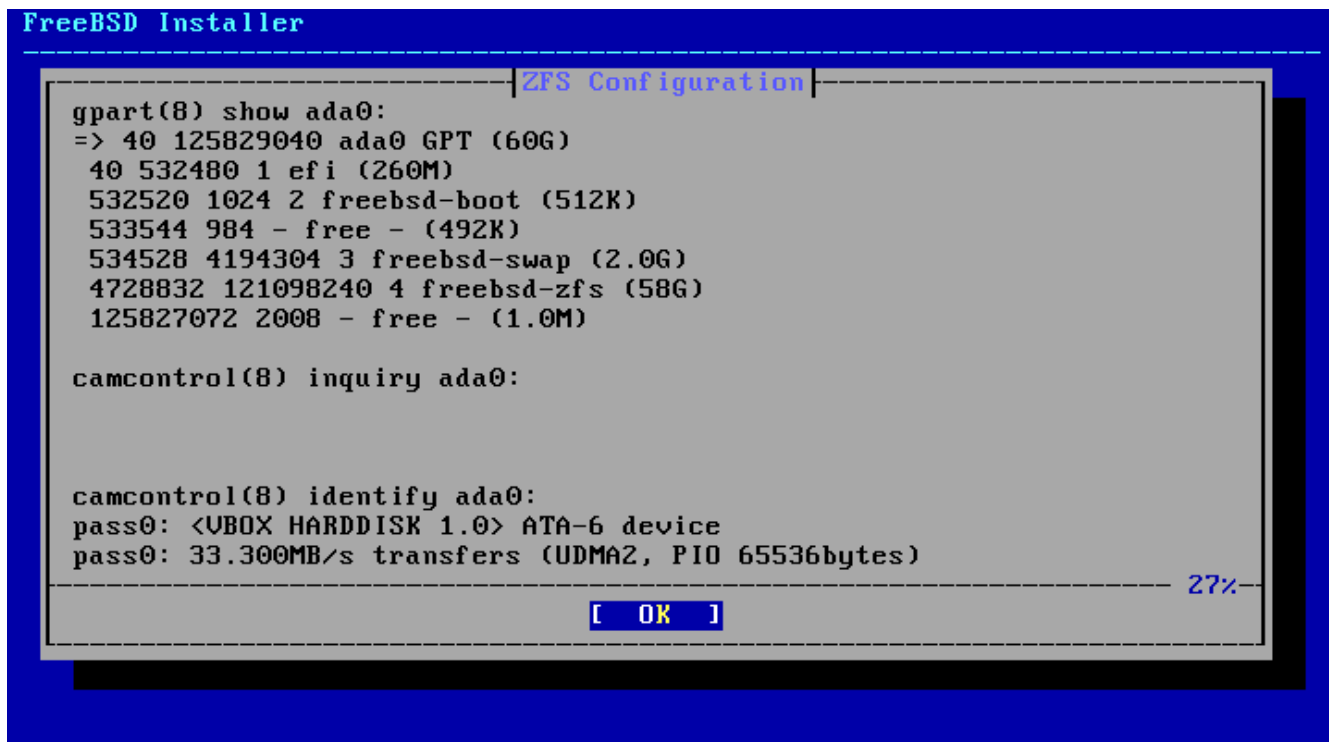 FreeBSD Installer
ZFS Configuration
gpart(8) show ada0:
=> 40 125829040 ada0 GPT (60G)
40 532480 1 efi (260M)
532520 1024 2 freebsd-boot (512K)
533544 984 - free - (492K)
534528 4194304 3 freebsd-swap (2.0G)
4728832 121098240 4 freebsd-zfs (58G)
125827072 2008 - free - (1.0M)
camcontrol(8) inquiry ada0:
camcontrol(8) identify ada0:
pass0: <VBOX HARDDISK 1.0> ATA-6 device
pass0: 33.300MB/s transfers (UDMA2, PIO 65536bytes)
27%
[ OK ]